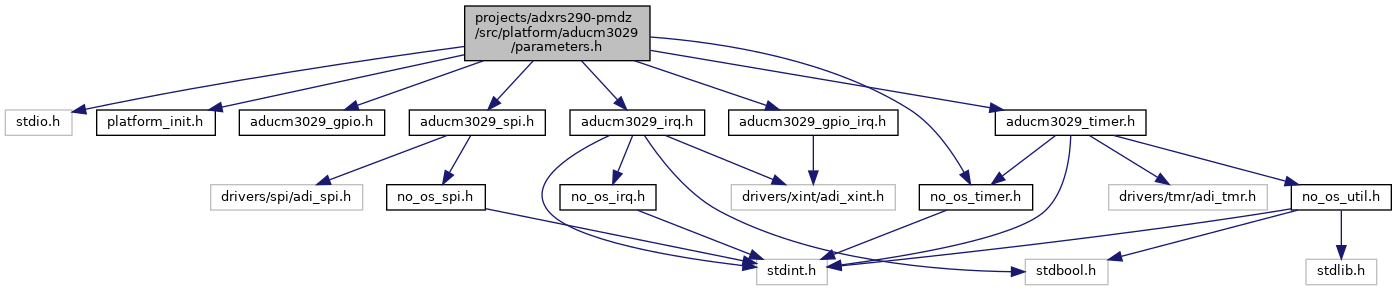 projects/adxrs290-pmdz
/src/platform/aducm3029
/parameters.h
stdio.h
platform_init.h
aducm3029_gpio.h
aducm3029_spi.h
aducm3029_irq.h
aducm3029_gpio_irq.h
aducm3029_timer.h
drivers/spi/adi_spi.h
no_os_spi.h
no_os_irq.h
drivers/xint/adi_xint.h
no_os_timer.h
drivers/tmr/adi_tmr.h
no_os_util.h
stdint.h
stdbool.h
stdlib.h